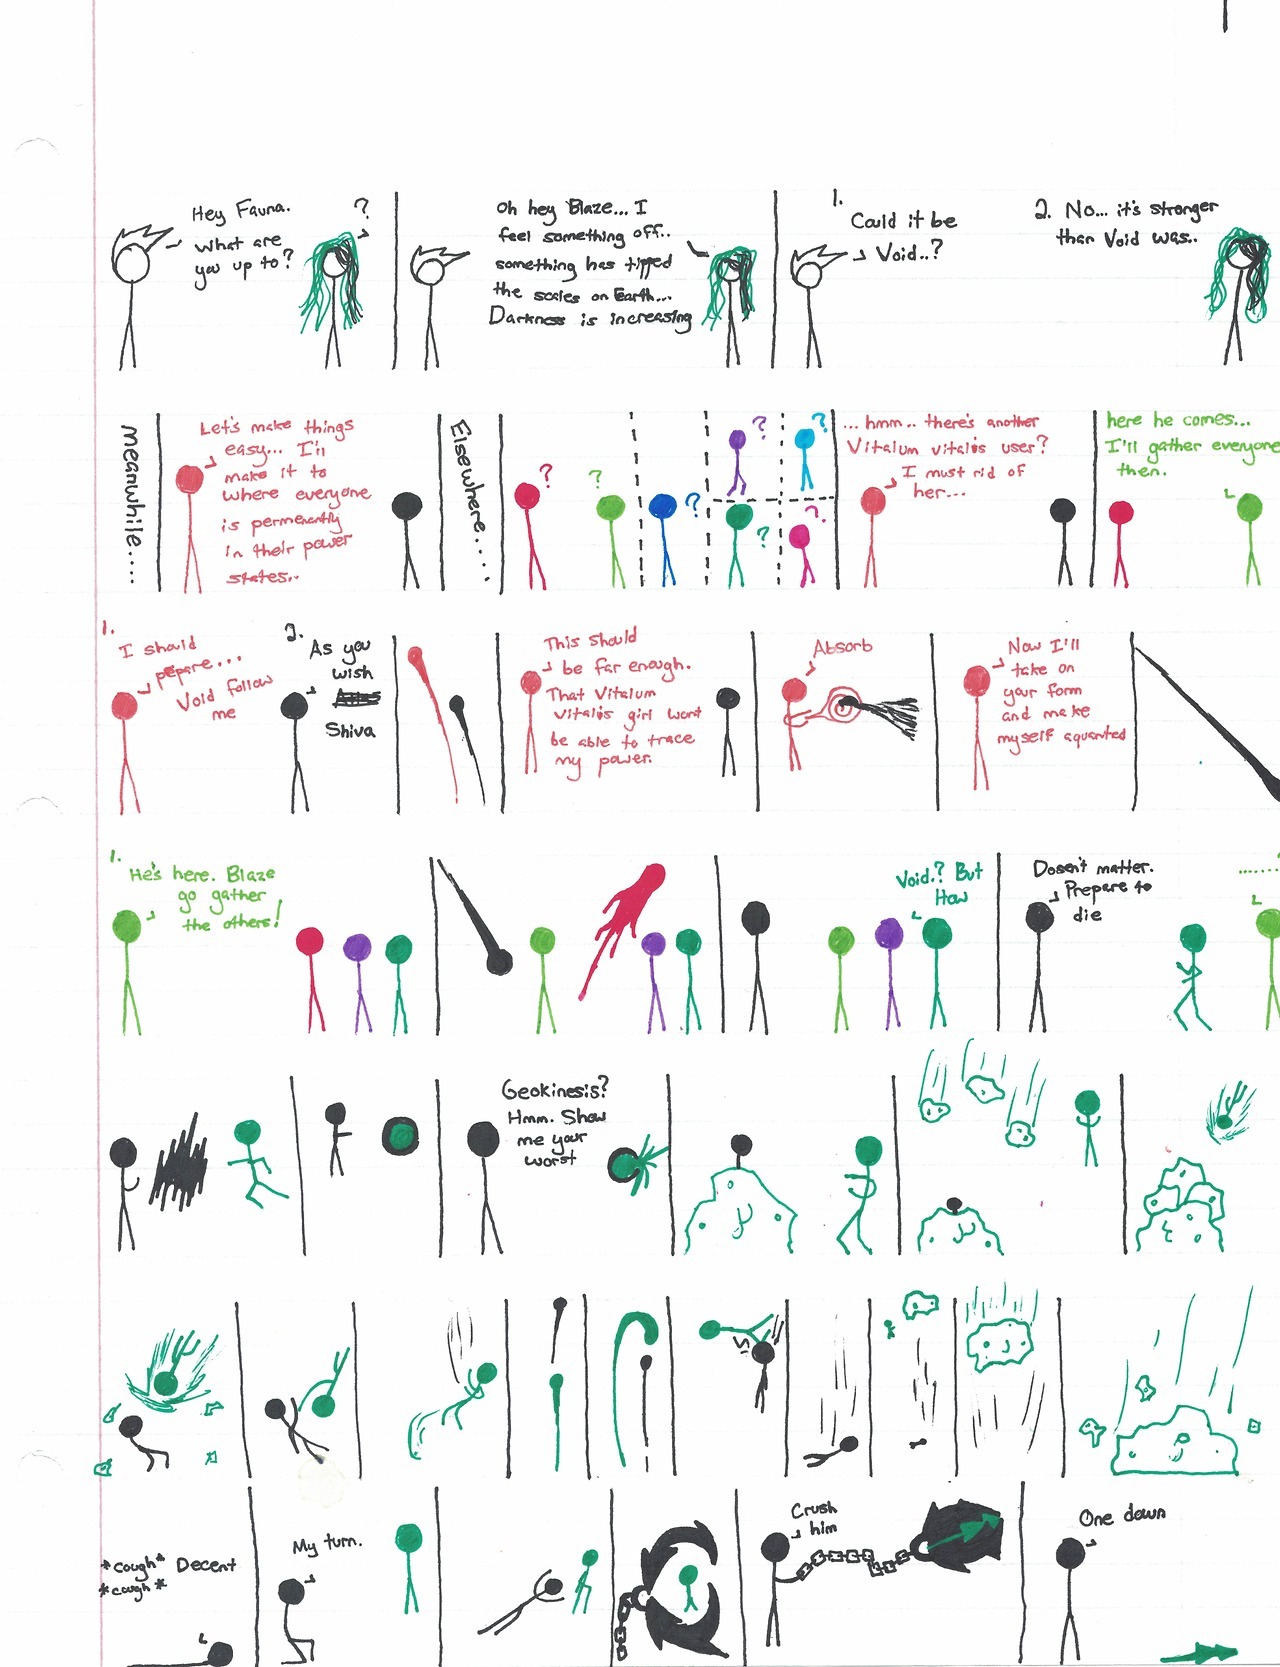 Hey Fauna.
what are
you up to?
?
Oh hey Blaze... I
feel something off..
something has tipped
the scales on Earth...
Darkness is increasing
1.
Could it be
Void..?
2. No... it's stronger
than Void was..
meanwhile.....
Let's make things
easy... I'll
make it to
where everyone
is permenently
in their power
states..
Elsewhere.....
?
?
?
?
?
?
... hmm.. there's another
Vitalum vitalis user?
I must rid of
her...
here he comes...
I'll gather everyone
then.
1.
I should
pepare...
Void follow
me
2.
As you
wish
Shiva
This should
be far enough.
That Vitalum
Vitalis girl wont
be able to trace
my power.
Absorb
Now I'll
take on
your form
and make
myself aquanted
1.
He's here. Blaze
go gather
the others!
Void.? But
How
Dosen't matter.
Prepare to
die
......
Geokinesis?
Hmm. Show
me your
worst
*cough* Decent
*cough*
My turn.
Crush
him
One down